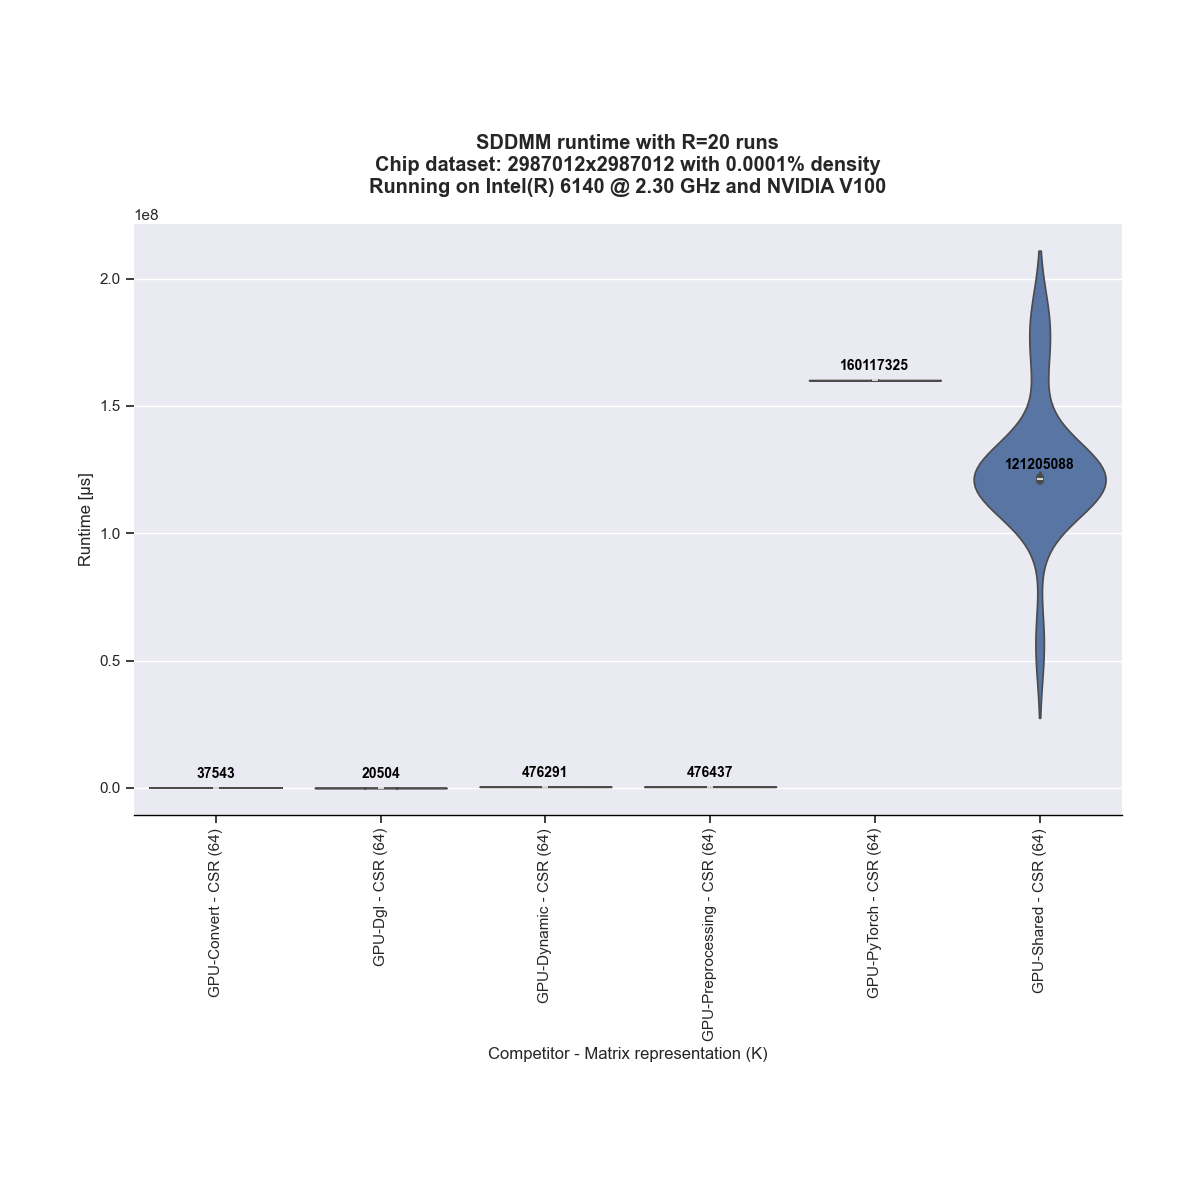 SDDMM runtime with R=20 runs
Chip dataset: 2987012x2987012 with 0.0001% density
Running on Intel(R) 6140 @ 2.30 GHz and NVIDIA V100
1e8
2.0
1.5
1.0
0.5
0.0
Runtime [µs]
37543
20504
476291
476437
160117325
121205088
GPU-Convert - CSR (64)
GPU-Dgl - CSR (64)
GPU-Dynamic - CSR (64)
GPU-Preprocessing - CSR (64)
GPU-PyTorch - CSR (64)
GPU-Shared - CSR (64)
Competitor - Matrix representation (K)